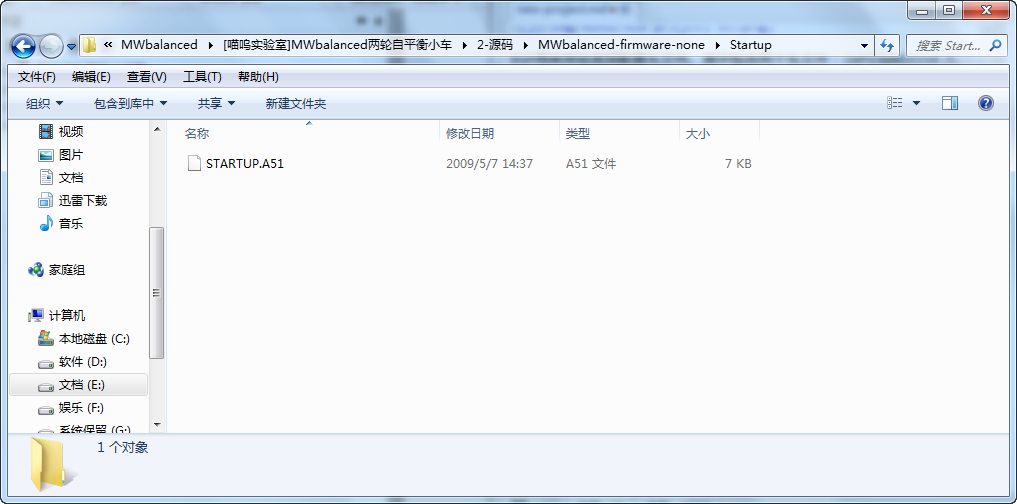 « MWbalanced ▸ [喵呜实验室]MWbalanced两轮自平衡小车 ▸ 2-源码 ▸ MWbalanced-firmware-none ▸ Startup
搜索 Start...
文件(F) 编辑(E) 查看(V) 工具(T) 帮助(H)
组织 包含到库中 共享 新建文件夹
视频
图片
文档
迅雷下载
音乐
家庭组
计算机
本地磁盘 (C:)
软件 (D:)
文档 (E:)
娱乐 (F:)
系统保留 (G:)
名称 修改日期 类型 大小
STARTUP.A51 2009/5/7 14:37 A51 文件 7 KB
1 个对象